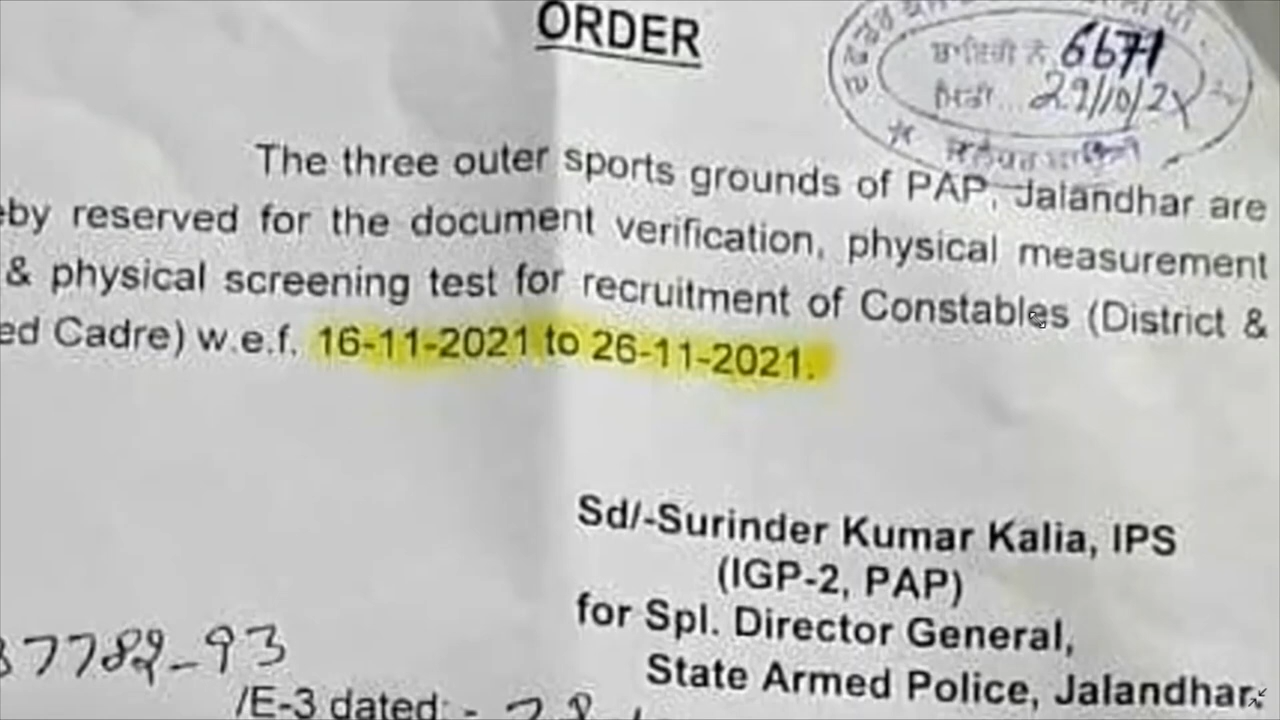 ORDER
6671
29/10/2
The three outer sports grounds of PAP, Jalandhar are
eby reserved for the document verification, physical measurement
& physical screening test for recruitment of Constables (District &
ed Cadre) w.e.f. 16-11-2021 to 26-11-2021.
Sd/-Surinder Kumar Kalia, IPS
(IGP-2, PAP)
for Spl. Director General,
State Armed Police, Jalandhar.
37782-93
/E-3 dated: -